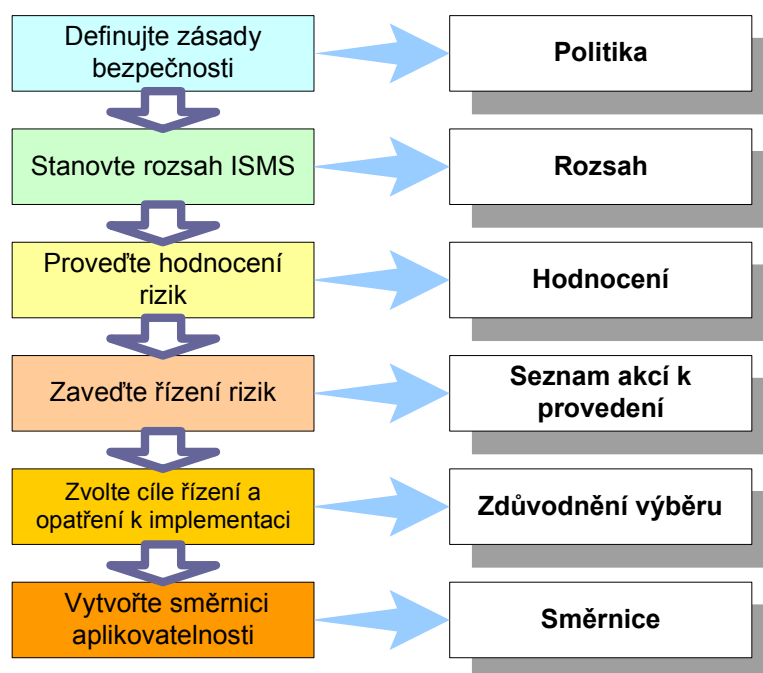 Definujte zásady
bezpečnosti
Politika
Stanovte rozsah ISMS
Rozsah
Proveďte hodnocení
rizik
Hodnocení
Zaveďte řízení rizik
Seznam akcí k
provedení
Zvolte cíle řízení a
opatření k implementaci
Zdůvodnění výběru
Vytvořte směrnici
aplikovatelnosti
Směrnice